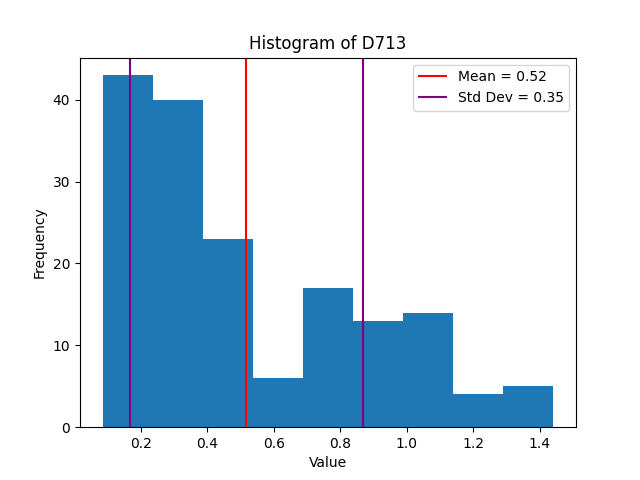 Histogram of D713
Mean = 0.52
Std Dev = 0.35
Frequency
40
30
20
10
0
0.2 0.4 0.6 0.8 1.0 1.2 1.4
Value